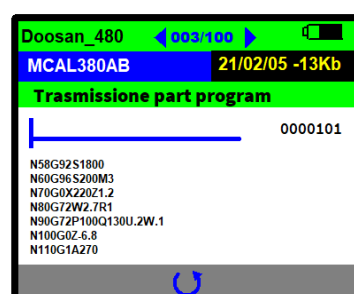 Doosan_480 003/100
MCAL380AB 21/02/05 -13Kb
Trasmissione part program
0000101
N58G92S1800
N60G96S200M3
N70G0X220Z1.2
N80G72W2.7R1
N90G72P100Q130U.2W.1
N100G0Z-6.8
N110G1A270